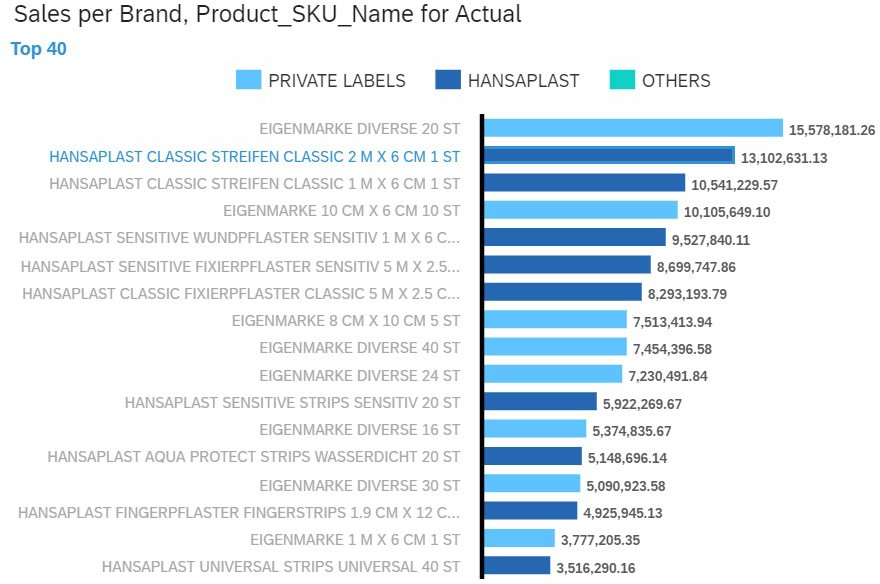 Sales per Brand, Product_SKU_Name for Actual
Top 40
PRIVATE LABELS HANSAPLAST OTHERS
EIGENMARKE DIVERSE 20 ST 15,578,181.26
HANSAPLAST CLASSIC STREIFEN CLASSIC 2 M X 6 CM 1 ST 13,102,631.13
HANSAPLAST CLASSIC STREIFEN CLASSIC 1 M X 6 CM 1 ST 10,541,229.57
EIGENMARKE 10 CM X 6 CM 10 ST 10,105,649.10
HANSAPLAST SENSITIVE WUNDPFLASTER SENSITIV 1 M X 6 C... 9,527,840.11
HANSAPLAST SENSITIVE FIXIERPFLASTER SENSITIV 5 M X 2.5... 8,699,747.86
HANSAPLAST CLASSIC FIXIERPFLASTER CLASSIC 5 M X 2.5 C... 8,293,193.79
EIGENMARKE 8 CM X 10 CM 5 ST 7,513,413.94
EIGENMARKE DIVERSE 40 ST 7,454,396.58
EIGENMARKE DIVERSE 24 ST 7,230,491.84
HANSAPLAST SENSITIVE STRIPS SENSITIV 20 ST 5,922,269.67
EIGENMARKE DIVERSE 16 ST 5,374,835.67
HANSAPLAST AQUA PROTECT STRIPS WASSERDICHT 20 ST 5,148,696.14
EIGENMARKE DIVERSE 30 ST 5,090,923.58
HANSAPLAST FINGERPFLASTER FINGERSTRIPS 1.9 CM X 12 C... 4,925,945.13
EIGENMARKE 1 M X 6 CM 1 ST 3,777,205.35
HANSAPLAST UNIVERSAL STRIPS UNIVERSAL 40 ST 3,516,290.16